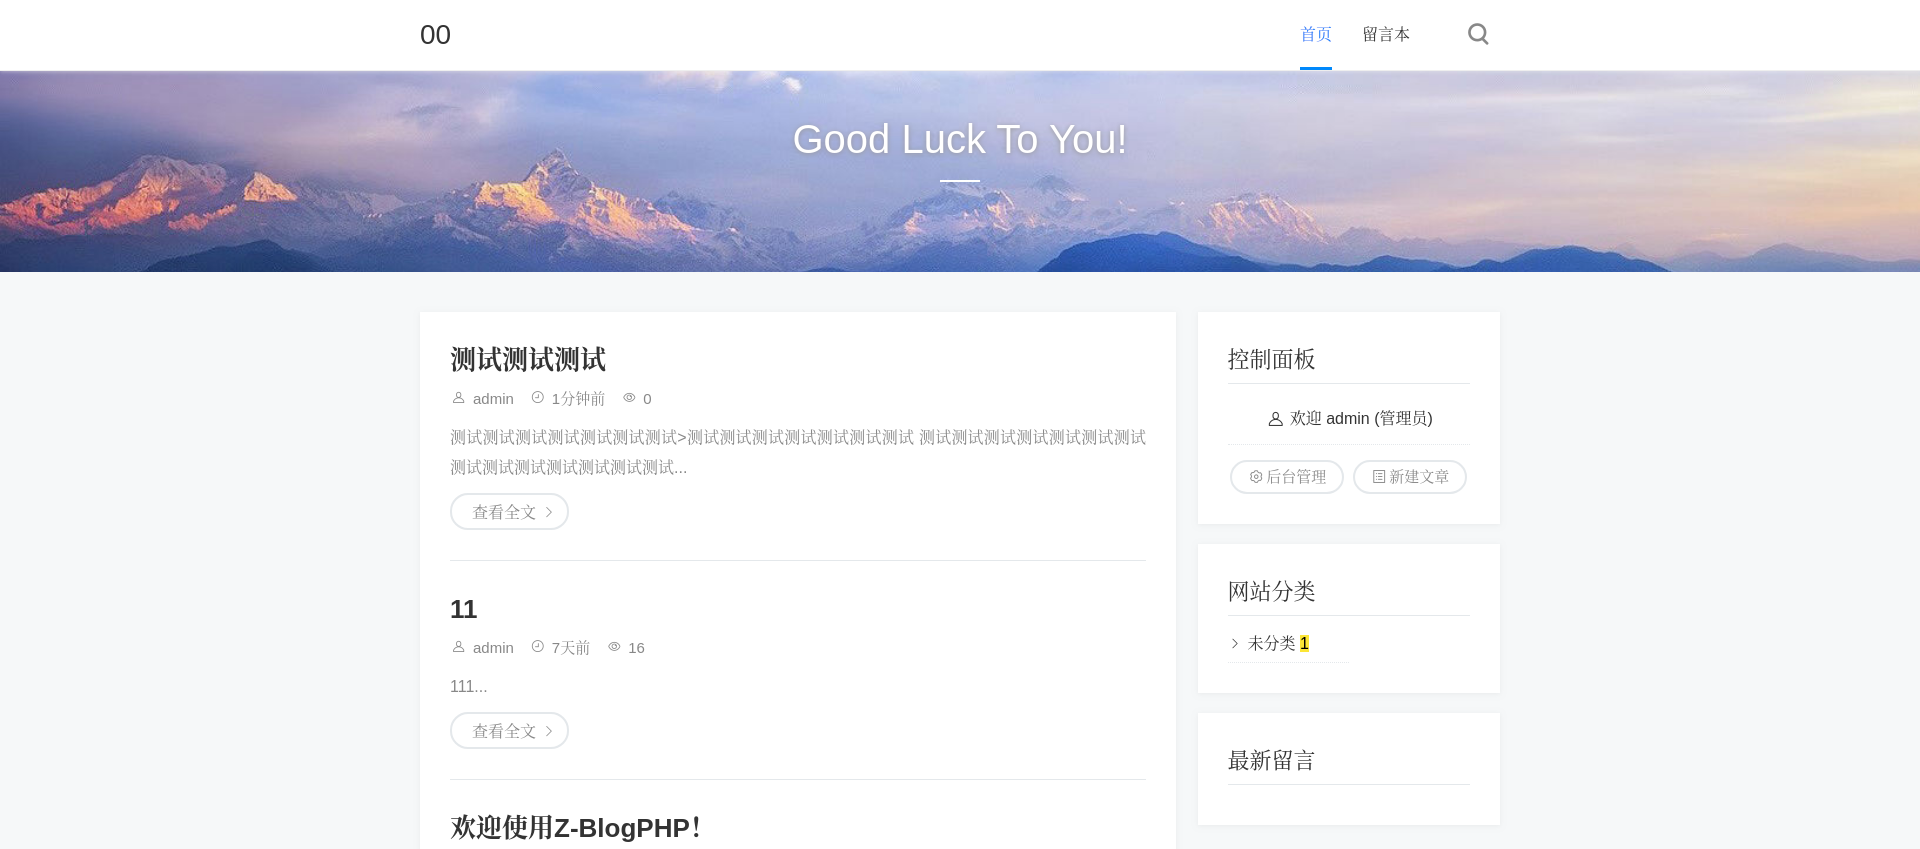 00
首页 留言本
Good Luck To You!
测试测试测试
admin 1分钟前 0
测试测试测试测试测试测试测试>测试测试测试测试测试测试测试 测试测试测试测试测试测试测试
测试测试测试测试测试测试测试...
查看全文
11
admin 7天前 16
111...
查看全文
欢迎使用Z-BlogPHP！
控制面板
欢迎 admin (管理员)
后台管理 新建文章
网站分类
未分类 1
最新留言